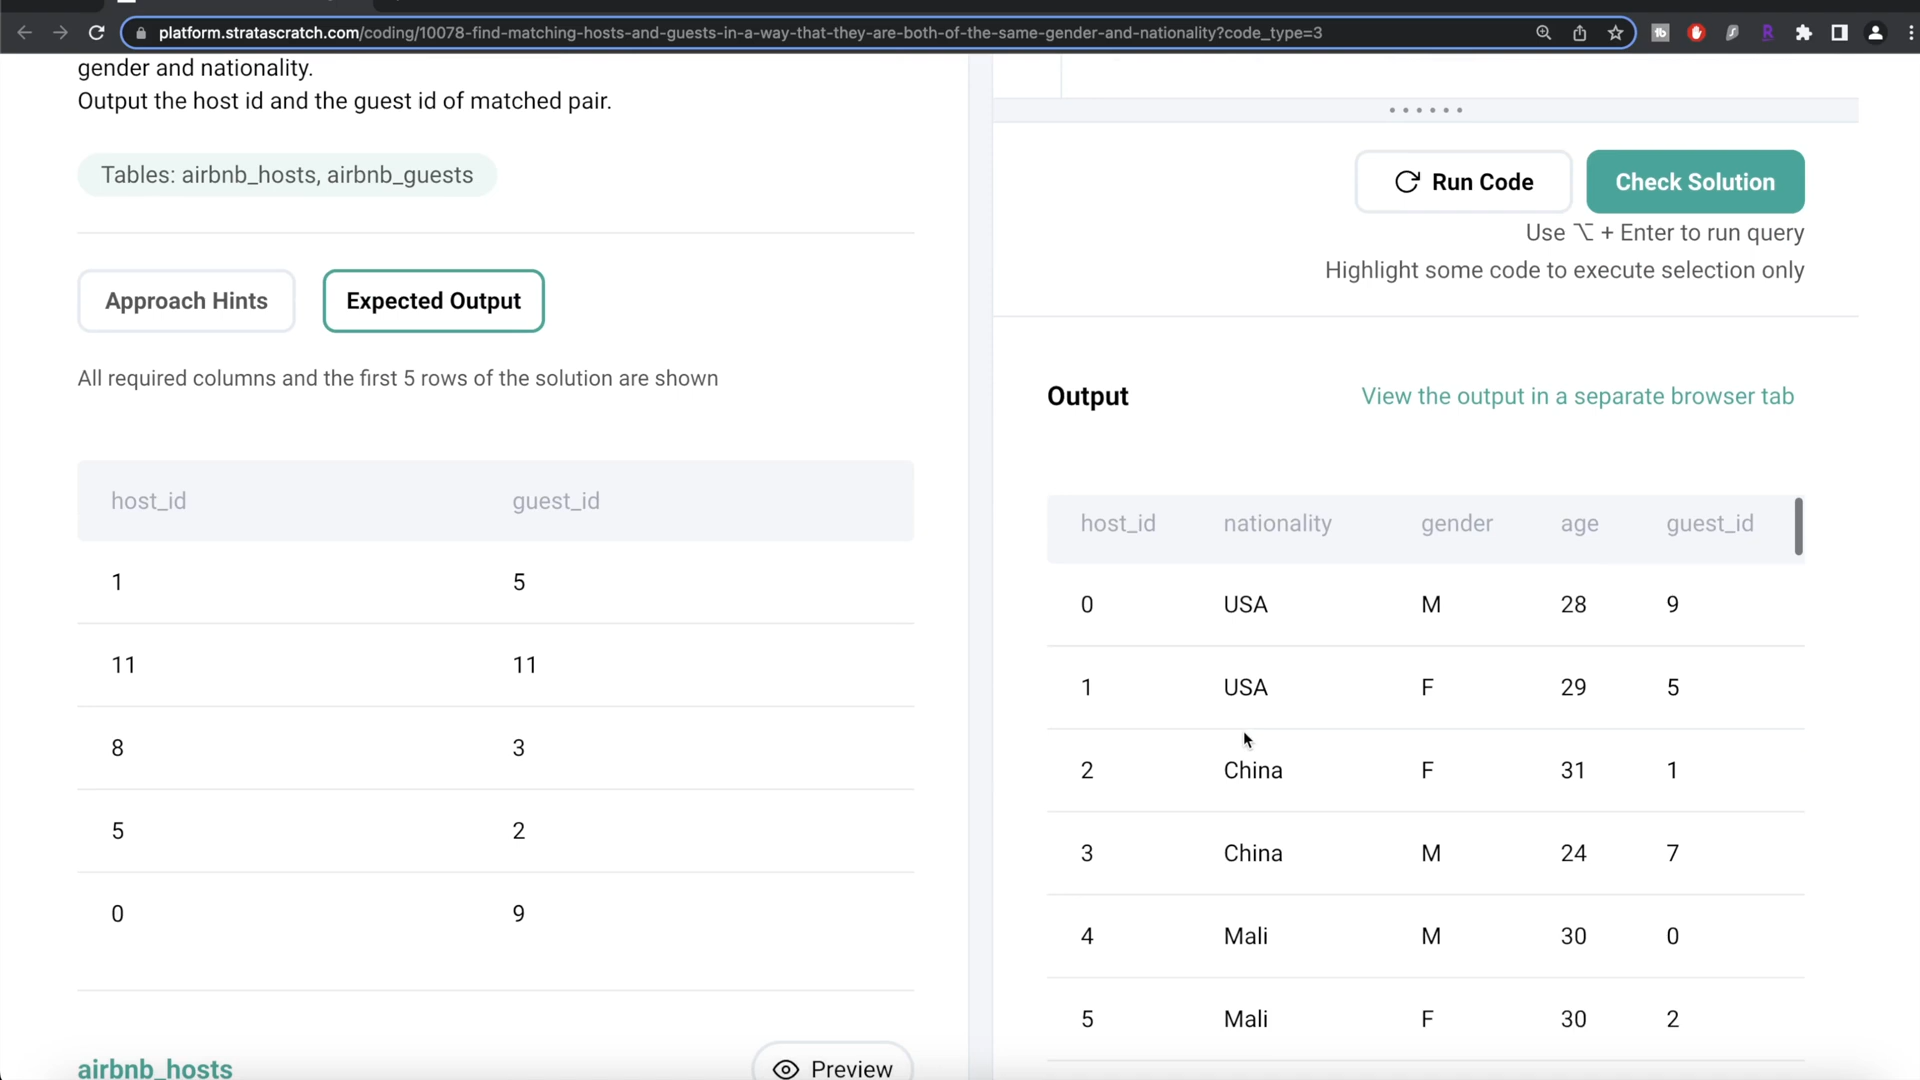 platform.stratascratch.com/coding/10078-find-matching-hosts-and-guests-in-a-way-that-they-are-both-of-the-same-gender-and-nationality?code_type=3
gender and nationality.
Output the host id and the guest id of matched pair.
Tables: airbnb_hosts, airbnb_guests
Approach Hints
Expected Output
All required columns and the first 5 rows of the solution are shown
host_id guest_id
1 5
11 11
8 3
5 2
0 9
airbnb_hosts
Preview
Run Code
Check Solution
Use ⌥ + Enter to run query
Highlight some code to execute selection only
Output
View the output in a separate browser tab
host_id nationality gender age guest_id
0 USA M 28 9
1 USA F 29 5
2 China F 31 1
3 China M 24 7
4 Mali M 30 0
5 Mali F 30 2